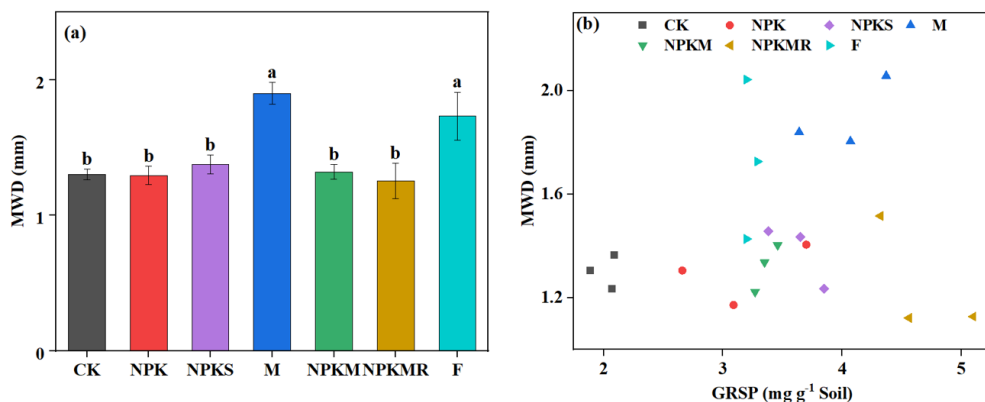 (a)
a
a
b
b
b
b
b
MWD (mm)
2
1
0
CK NPK NPKS M NPKM NPKMR F
(b)
CK NPK NPKS M
NPKM NPKMR F
MWD (mm)
2.0
1.6
1.2
2 3 4 5
GRSP (mg g⁻¹ Soil)